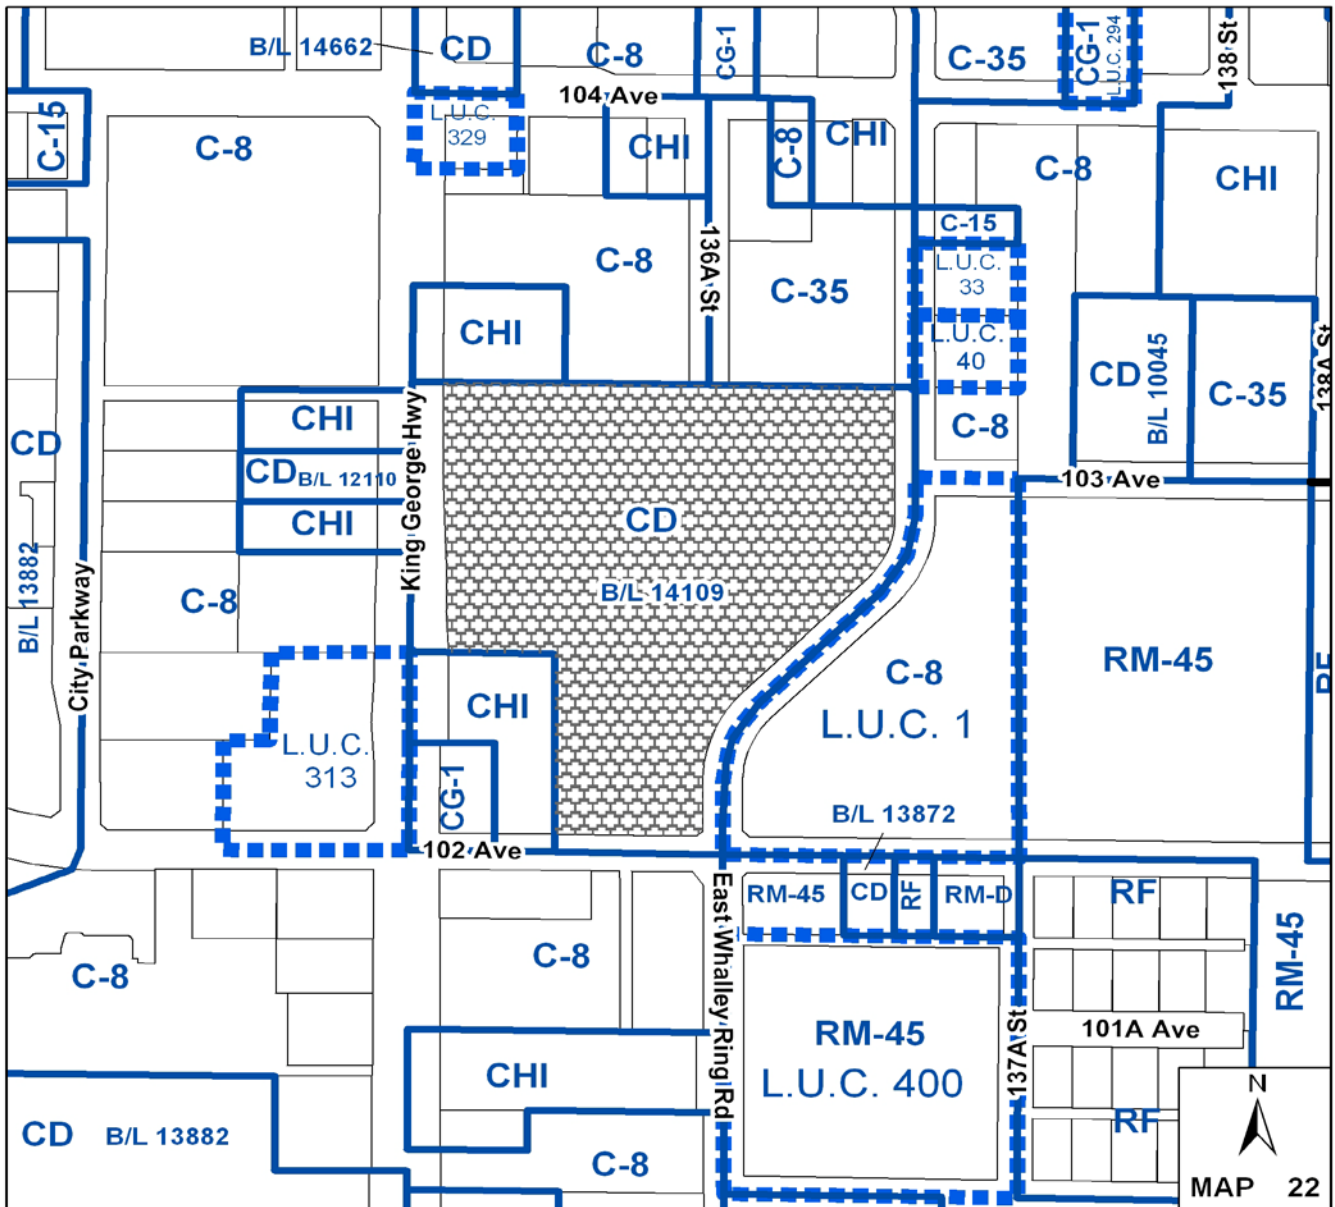 B/L 14662
CD
C-8
CG-1
C-35
CG-1
L.U.C. 294
138 St
104 Ave
C-15
C-8
L.U.C.
329
CHI
C-8
CHI
C-8
CHI
C-15
136A St
C-8
C-35
L.U.C.
33
CHI
L.U.C.
40
CD
B/L 10045
C-35
138A St
CHI
King George Hwy
C-8
CD
CD B/L 12110
103 Ave
CHI
CD
B/L 14109
B/L 13882
City Parkway
C-8
C-8
L.U.C. 1
RM-45
CHI
L.U.C.
313
CG-1
B/L 13872
102 Ave
East Whalley Ring Rd
RM-45
CD
RF
RM-D
RF
RM-45
C-8
C-8
RM-45
L.U.C. 400
137A St
101A Ave
CHI
RF
CD B/L 13882
C-8
N
MAP 22